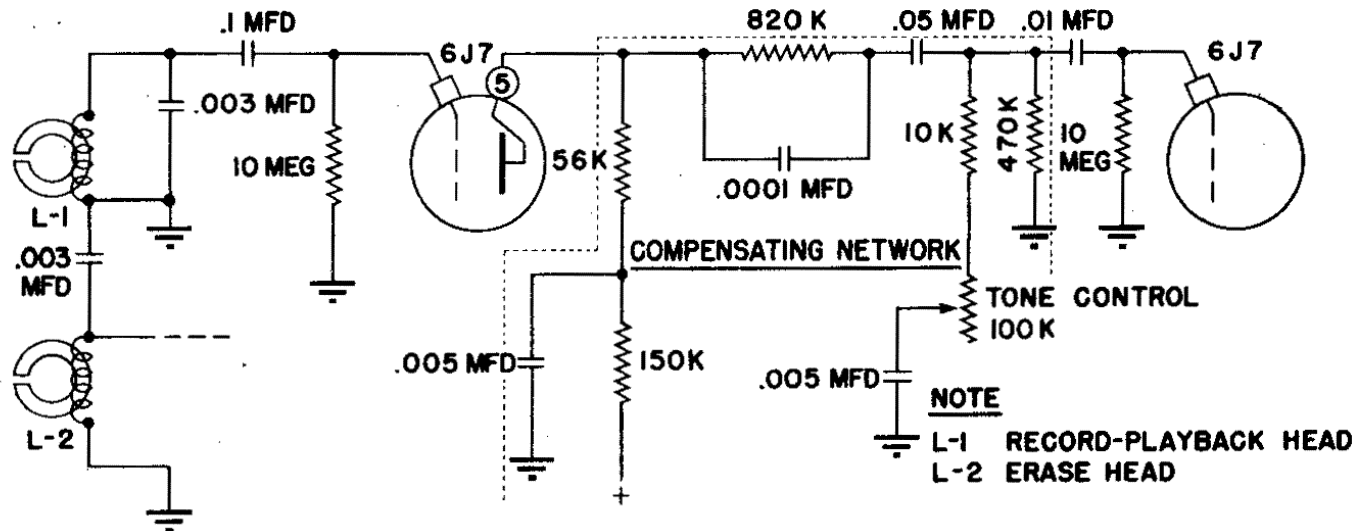 .1 MFD
6J7
5
820 K
.05 MFD
.01 MFD
6J7
.003 MFD
10 MEG
56K
.0001 MFD
10K
470K
10
MEG
L-1
.003
MFD
COMPENSATING NETWORK
TONE CONTROL
100K
.005 MFD
150K
.005 MFD
L-2
+
NOTE
L-1 RECORD-PLAYBACK HEAD
L-2 ERASE HEAD